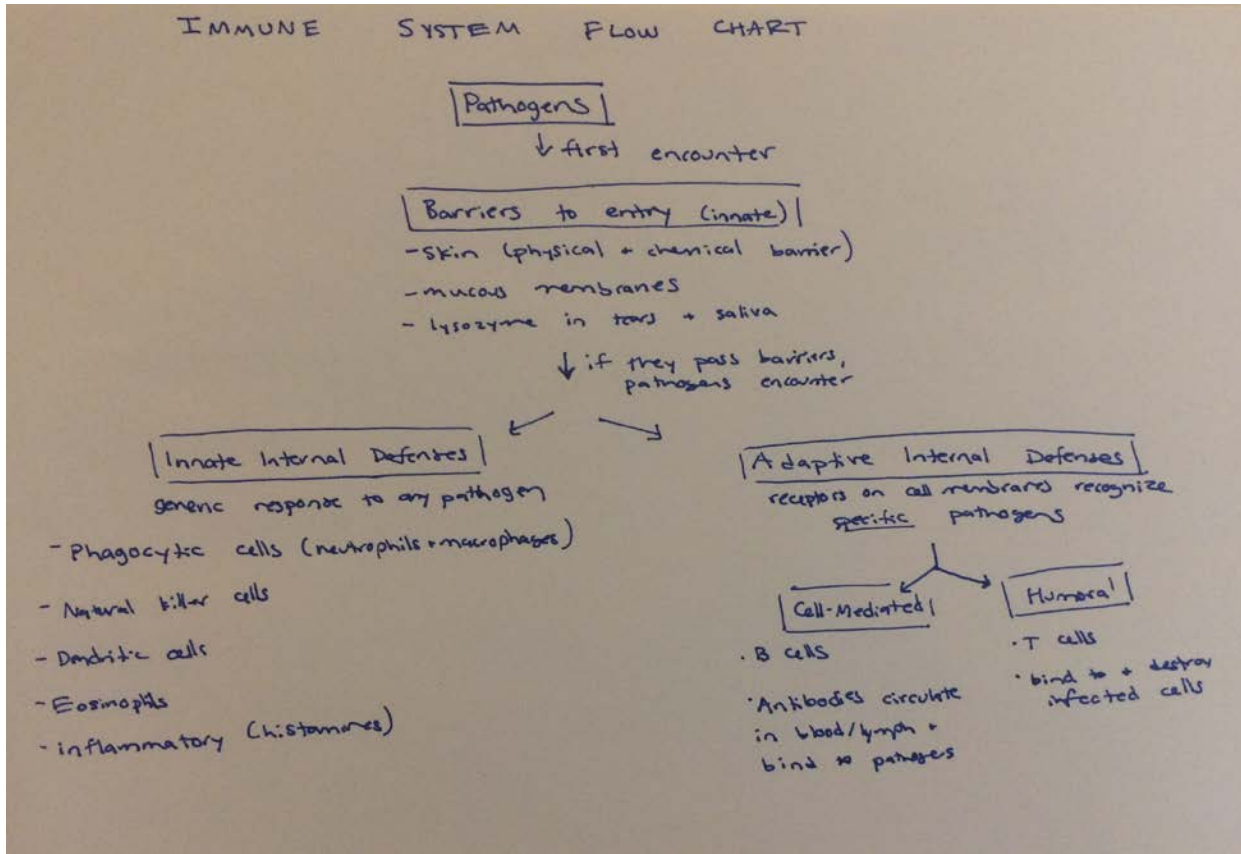 IMMUNE SYSTEM FLOW CHART
Pathogens
↓ first encounter
Barriers to entry (innate)
- skin (physical + chemical barrier)
- mucous membranes
- lysozyme in tears + saliva
↓ if they pass barriers,
pathogens encounter
Innate Internal Defenses
generic response to any pathogen
- Phagocytic cells (neutrophils + macrophages)
- Natural killer cells
- Dendritic cells
- Eosinophils
- inflammatory (histamines)
Adaptive Internal Defenses
receptors on cell membranes recognize
specific pathogens
Cell-Mediated
· B cells
· Antibodies circulate
in blood/lymph +
bind to pathogens
Humoral
· T cells
· bind to + destroy
infected cells